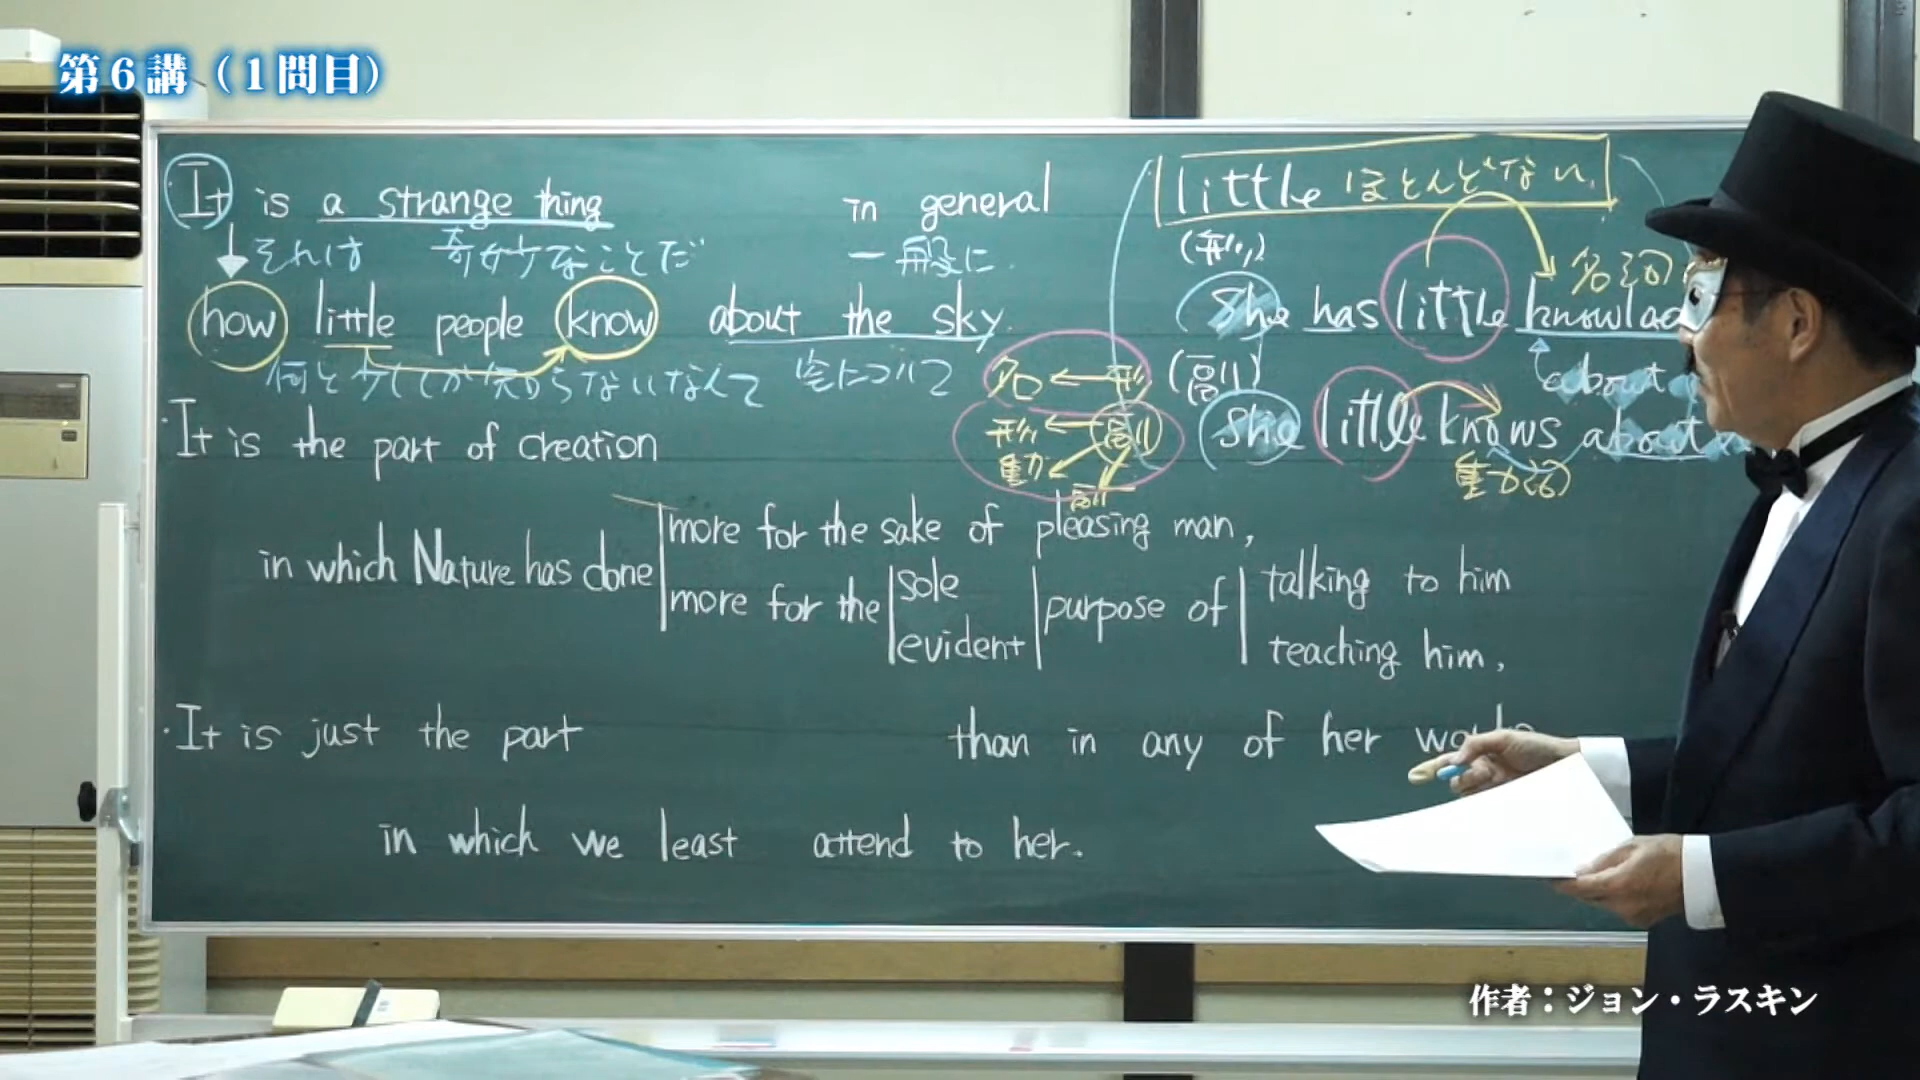 第6講（1問目）
It is a strange thing in general
それは 奇妙なことだ 一般に
how little people know about the sky.
何と少ししか知らないなんて 空について
It is the part of creation
in which Nature has done
more for the sake of pleasing man,
more for the
sole
evident
purpose of
talking to him
teaching him,
It is just the part than in any of her
in which we least attend to her.
little ほとんどない
(形)
名詞
She has little knowlad
名 ← 形
about
(副)
形 ← 副
動
副
She little knows about
動詞
作者：ジョン・ラスキン